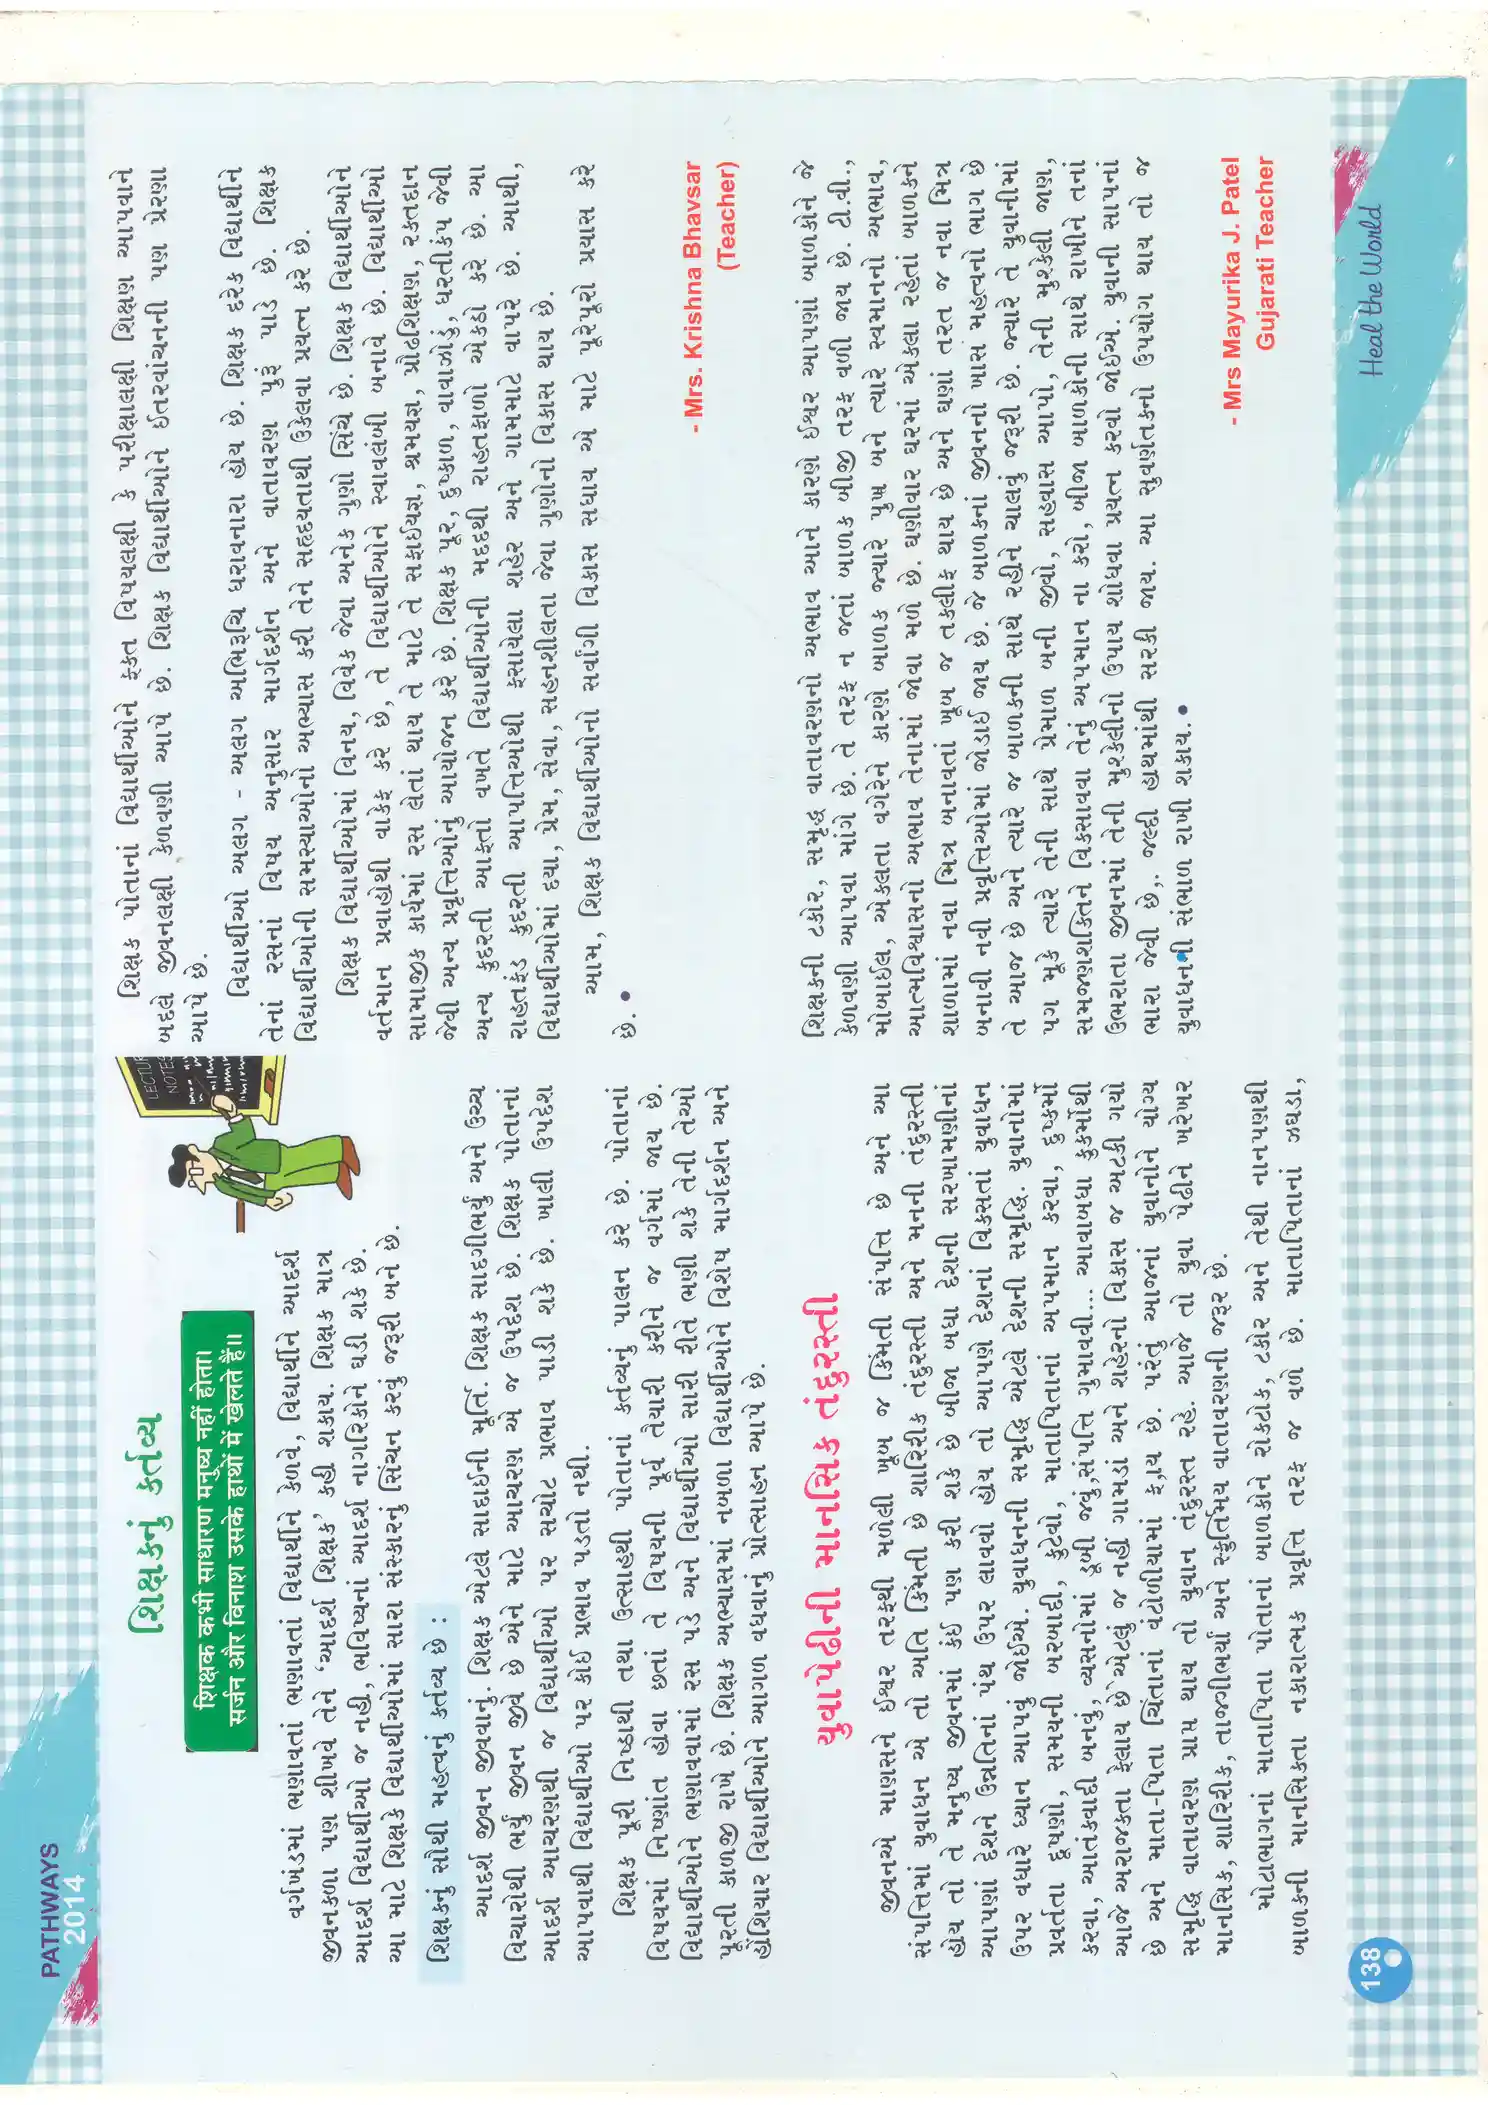 PATHWAYS
2014
શિક્ષકનું કર્તવ્ય
शिक्षक कभी साधारण मनुष्य नहीं होता।
सर्जन और विनाश उसके हाथों में खेलते हैं॥
LECTURE
NOTES
વર્ગખંડમાં ભણાવતાં ભણાવતાં વિદ્યાર્થીને કેળવે, વિદ્યાર્થીને આદર્શ
જીવનકળા પણ શીખવે તેને ‘આદર્શ શિક્ષક’ કહી શકાય. શિક્ષક માત્ર
આદર્શ વિદ્યાર્થીઓ જ નહી, ભવિષ્યનાં આદર્શ નાગરિકોને ઘડી શકે છે.
આ માટે શિક્ષકે વિદ્યાર્થીઓમાં સારા સંસ્કારનું સિંચન કરવું જરૂરી બને છે.
શિક્ષકનું સૌથી મહત્વનું કર્તવ્ય છે :
આદર્શ જીવન જીવવાનું. શિક્ષક એટલે સાદાઈની મૂર્તિ. શિક્ષક સાદગીભર્યું અને ઉચ્ચ
વિચારોથી ભર્યું જીવન જીવે છે અને માટે આચરણ એ જ ઉપદેશ છે. શિક્ષક પોતાનાં
આદર્શ આચરણથી જ વિદ્યાર્થીઓ પર સચોટ પ્રભાવ પાડી શકે છે. ખાલી ઉપદેશ
આપવાથી વિદ્યાર્થીઓ પર કોઈ પ્રભાવ પડતો નથી.
શિક્ષક પૂરી નિષ્ઠાથી તથા ઉત્સાહથી પોતાનાં કર્તવ્યનું પાલન કરે છે. પોતાનાં
વિષયમાં નિષ્ણાંત હોવા છતાં તે વિષયની પૂર્વ તૈયારી કરીને જ વર્ગમાં જાય છે.
વિદ્યાર્થીઓને ભણાવવામાં રસ પડે અને વિદ્યાર્થીઓ સારી રીતે ભણી શકે તેની તેઓ
પૂરતી કાળજી રાખે છે. શિક્ષક અભ્યાસમાં નબળા વિદ્યાર્થીઓને વિશેષ માર્ગદર્શન અને
હોંશિયાર વિદ્યાર્થીઓને આગળ વધવાનું પ્રોત્સાહન આપે છે.
શિક્ષક પોતાનાં વિદ્યાર્થીઓને ફક્ત વિષયલક્ષી કે પરીક્ષાલક્ષી શિક્ષણ આપવાને
બદલે જીવનલક્ષી કેળવણી આપે છે. શિક્ષક વિદ્યાર્થીઓને ઈતરવાંચનની પણ પ્રેરણા
આપે છે.
વિદ્યાર્થીઓ અલગ - અલગ અભિરૂચિ ધરાવનારા હોય છે. શિક્ષક દરેક વિદ્યાર્થીને
તેનાં રસનાં વિષય અનુસાર માર્ગદર્શન અને વાતાવરણ પુરૂં પાડે છે. શિક્ષક
વિદ્યાર્થીઓની સમસ્યાઓનો અભ્યાસ કરી તેને સહૃદયતાથી ઉકેલવા પ્રયત્ન કરે છે.
શિક્ષક વિદ્યાર્થીઓમાં વિનય, વિવેક જેવા અનેક ગુણો સિંચે છે. શિક્ષક વિદ્યાર્થીઓને
વર્તમાન પ્રવાહોથી વાકેફ કરે છે, તે વિદ્યાર્થીઓને સ્વાવલંબી બનાવે છે. વિદ્યાર્થીઓ
સામાજીક કાર્યમાં રસ લેતાં થાય તે માટે તે સફાઈયજ્ઞ, શ્રમયજ્ઞ, પ્રૌઢશિક્ષણ, રક્તદાન
જેવી અન્ય પ્રવૃત્તિઓનું આયોજન કરે છે. શિક્ષક પૂર, દુષ્કાળ, વાવાઝોડું, ધરતીકંપ જેવી
અન્ય કુદરતી આફતો વખતે વિદ્યાર્થીઓની મદદથી રાહતફાળો એકઠો કરે છે. આ
રાહતફંડ કુદરતી આપત્તિઓથી ફસાયેલા શહેર અને ગામમાટે વાપરે છે. આથી,
વિદ્યાર્થીઓમાં દયા, પ્રેમ, સેવા, સહનશીલતા જેવા ગુણોનો વિકાસ થાય છે.
આમ, શિક્ષક વિદ્યાર્થીઓનો સર્વાંગી વિકાસ સધાય એ માટે પૂરેપૂરો પ્રયાસ કરે
છે. •
- Mrs. Krishna Bhavsar
(Teacher)
યુવાપેઢીની માનસિક તંદુરસ્તી
જીવનએ માણસને ઈશ્વર તરફથી મળેલી ખૂબ જ કિંમતી સંપત્તિ છે અને આ
સંપત્તિમાં યુવાધન એ તો અતિ કિંમતી છે શારિરીક તંદુરસ્તી અને મનની તંદુરસ્તી
હોય તો તે મનુષ્ય જીવનમાં કંઈ પણ કરી શકે છે બીજા બધા દેશની સરખામણીનાં
આપણાં દેશને ઉન્નતિનાં પંથ ઉપર લાવવો હોય તો આપણે દેશનાં વિકસતાં યુવાધન
ઉપર વધારે ધ્યાન આપવું જોઈએ. યુવાધનની સમૃદ્ધિ એટલે દેશની સમૃદ્ધિ. યુવાનોમાં
પ્રવર્તતા દૂષણો, સમયની બરબાદી, કુટેવો, માતાપિતાનાં અપમાન કરવા, દુષ્કર્મો
કરવા, આતંકવાદી બનવું, વ્યસનોમાં ડૂબી જવું,સંપત્તિ ગુમાવવી.... આવાબધા કુકર્મોથી
આજે અરાજકતા ફેલાય છે એટલું જ નહી ગામડાં અને શહેરનો વિકાસ જ અટકી ગયો
છે અને માતા-પિતા ચિંતાનાં વંટોળીયામાં ફેરવાય છે. પરંતુ આજનાં યુવાનોને યોગ્ય
સમૃદ્ધ વાતાવરણ પ્રાપ્ત થાય તો યુવાન તંદુરસ્ત રહે. આજે તો યુવા પેઢીને ખરેખર
માનસિક, શારિરીક, તાજગીભર્યા અને સ્ફૂર્તિમય વાતાવરણની જરૂર છે.
મોટાભાગનાં માતાપિતા પોતાનાં બાળકોને રોકટોક, ટકોર અને તેથી નાનપણથી
બાળકની માનસિકતા નકારાત્મક પ્રવૃત્તિ તરફ જ વળે છે. માતાપિતાનાં ઝઘડા,
શિક્ષકની ટકોર, સમૃદ્ધ વાતાવરણનો અભાવ આને કારણે ઈશ્વર આપણાં બાળકોને જે
કેળવણી આપવા માંગે છે. તે તરફ ન જતાં બાળક બીજી તરફ વળી જાય છે. ટી.વી.,
મોબાઈલ, એકલતા વગેરેને કારણે બાળક જ્યારે પુખ્ત બને ત્યારે સ્વમાનનો અભાવ,
આત્મવિશ્વાસનો અભાવ તેનામાં જોવા મળે છે. ઘણીવાર ઘરમાં એકલા રહેતાં બાળકને
શાળામાં નવા મિત્ર બનાવતાં ખૂબ જ તકલીફ થાય છે અને ઘણાં તરત જ નવા મિત્ર
બનાવી નવી પ્રવૃત્તિઓમાં જોડાઈ જાય છે. જે બાળકનાં જીવનનો ખાસ મહત્વનો ભાગ છે
તે આજ છે અને ત્યારે જ બાળકની સાથે રહીને ચાલવું જરૂરી છે. જ્યારે તે યુવાનીમાં
પગ મૂકે ત્યારે તેની સાથે પ્રેમાળ બની જીવો, સહવાસ આપો, તેની મુશ્કેલી જાણો,
સમજણશક્તિને વિકસાવવા તેનું અપમાન ના કરો, બીજા બાળકોની સાથે રાખીને તેનાં
ઉભરાતા જીવનમાં તેની મુશ્કેલીનો ઉપાય શોધવા પ્રયત્ન કરવો જોઈએ. યુવાની સાપનાં
ભારા જેવી છે,. જલ્દી હાથમાંથી સરકી જાય. આ સુવર્ણતકનો ઉપયોગ થાય તો જ
યુવાધનની સંભાળ રાખી શકાય. •
- Mrs Mayurika J. Patel
Gujarati Teacher
138
Heal the World